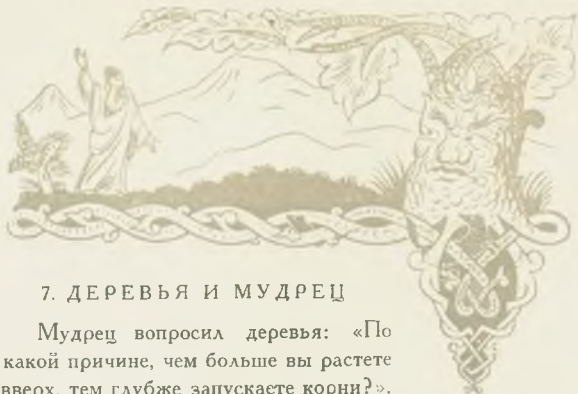 7. ДЕРЕВЬЯ И МУДРЕЦ
Мудрец вопросил деревья: «По
какой причине, чем больше вы растете
вверх, тем глубже запускаете корни?».